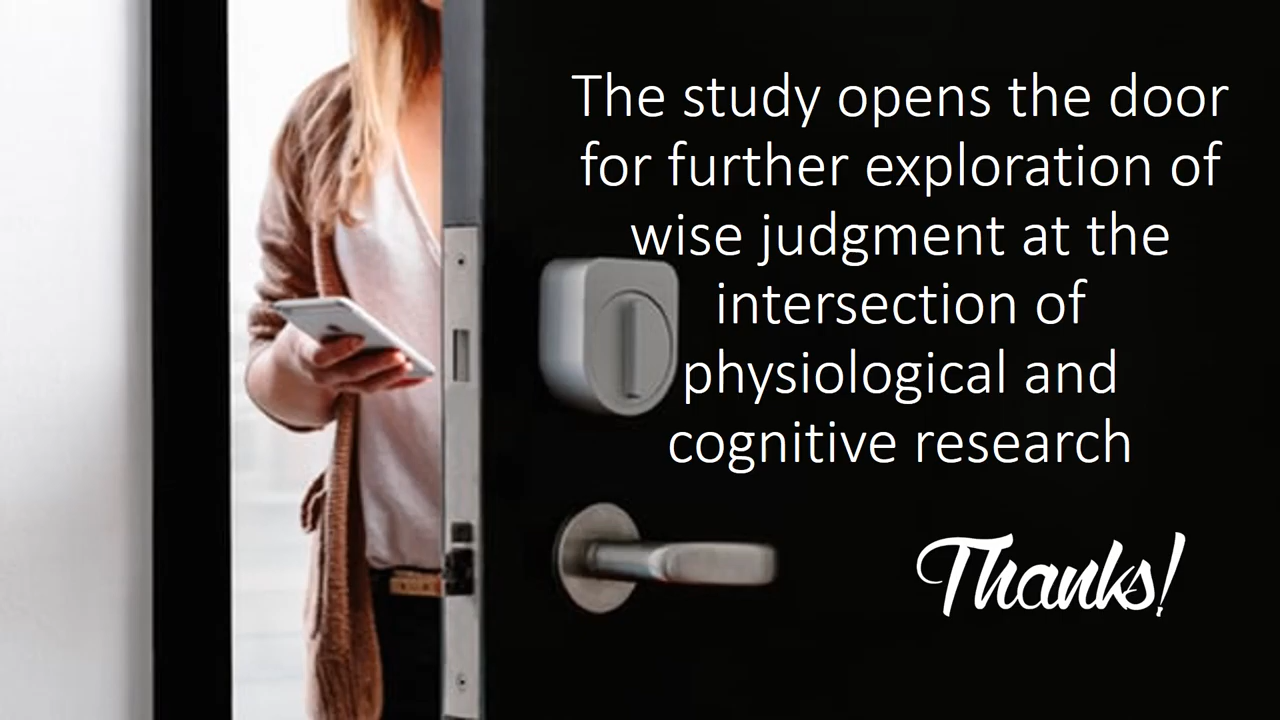 The study opens the door
for further exploration of
wise judgment at the
intersection of
physiological and
cognitive research
Thanks!